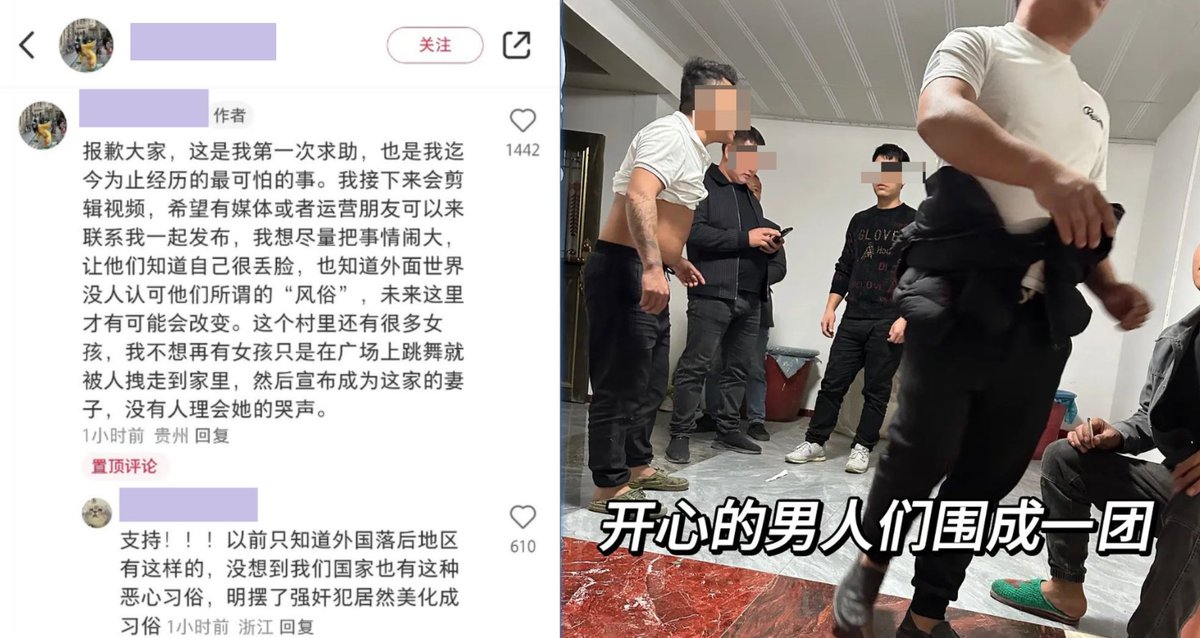 关注
作者
报歉大家，这是我第一次求助，也是我迄
今为止经历的最可怕的事。我接下来会剪
辑视频，希望有媒体或者运营朋友可以来
联系我一起发布，我想尽量把事情闹大，
让他们知道自己很丢脸，也知道外面世界
没人认可他们所谓的“风俗”，未来这里
才有可能会改变。这个村里还有很多女
孩，我不想再有女孩只是在广场上跳舞就
被人拽走到家里，然后宣布成为这家的妻
子，没有人理会她的哭声。
1小时前 贵州 回复
置顶评论
1442
支持！！！以前只知道外国落后地区
有这样的，没想到我们国家也有这种
恶心习俗，明摆了强奸犯居然美化成
习俗 1小时前 浙江 回复
610
GLOVE
开心的男人们围成一团